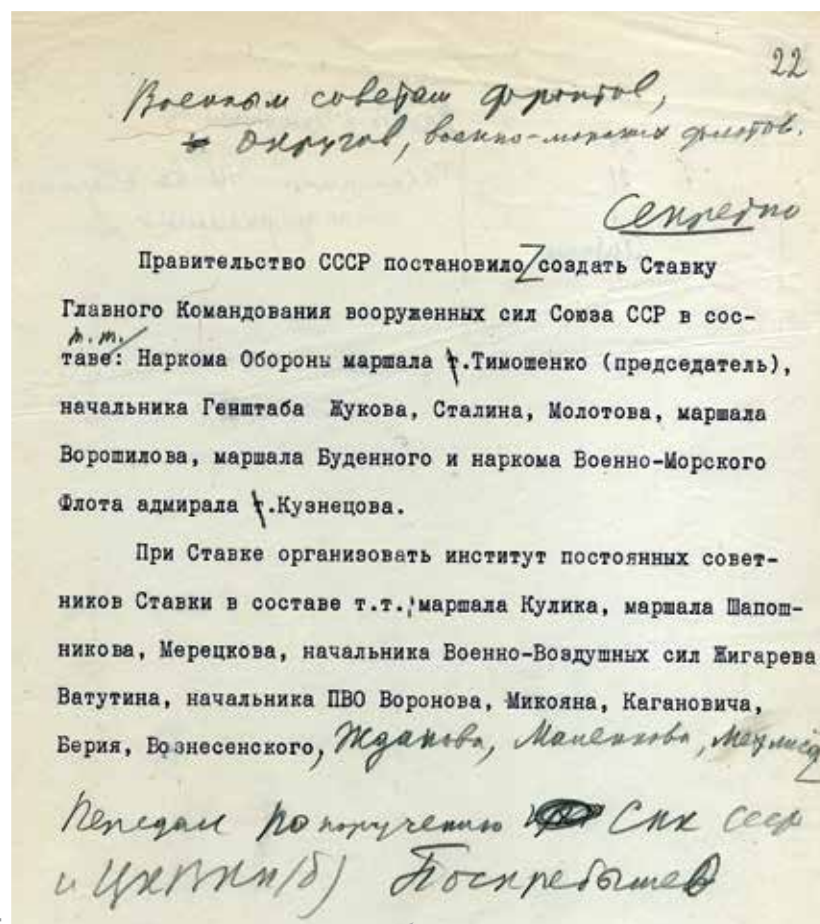 22
Военным советам фронтов,
округов, военно-морских флотов.
Секретно
Правительство СССР постановило создать Ставку
Главного Командования вооруженных сил Союза ССР в сос-
т.т.
таве: Наркома Обороны маршала т.Тимошенко (председатель),
начальника Генштаба Жукова, Сталина, Молотова, маршала
Ворошилова, маршала Буденного и наркома Военно-Морского
Флота адмирала т.Кузнецова.
При Ставке организовать институт постоянных совет-
ников Ставки в составе т.т. маршала Кулика, маршала Шапош-
никова, Мерецкова, начальника Военно-Воздушных сил Жигарева
Ватутина, начальника ПВО Воронова, Микояна, Кагановича,
Берия, Вознесенского, Жданова, Маленкова, Мехлиса
Передал по поручению СНК СССР
и ЦК ВКП(б) Поскребышев